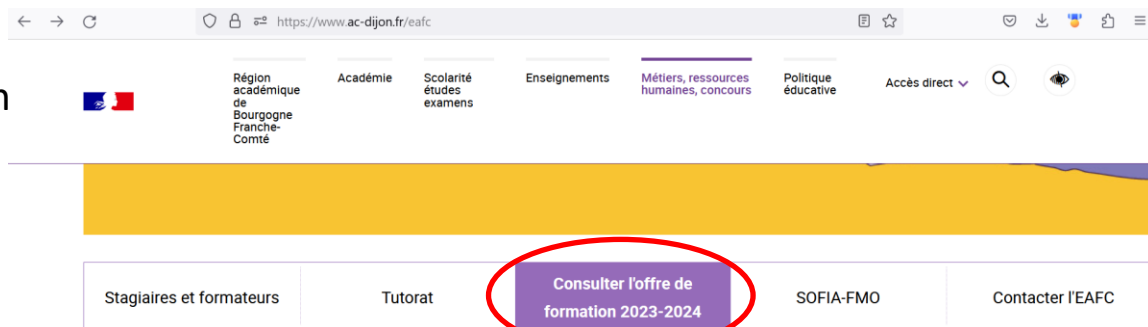 https://www.ac-dijon.fr/eafc
n
Région
académique
de
Bourgogne
Franche-
Comté
Académie
Scolarité
études
examens
Enseignements
Métiers, ressources
humaines, concours
Politique
éducative
Accès direct
Stagiaires et formateurs
Tutorat
Consulter l'offre de
formation 2023-2024
SOFIA-FMO
Contacter l'EAFC